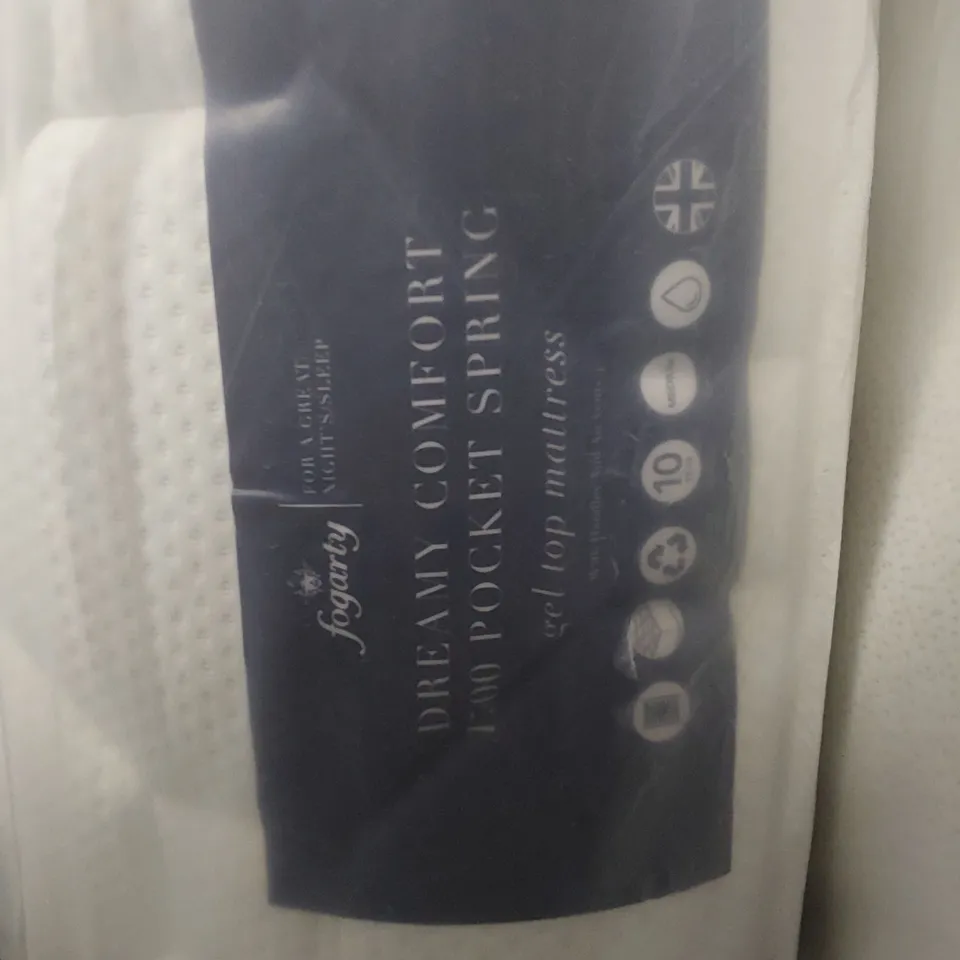 fogarty
FOR A GREAT
NIGHT'S SLEEP
DREAMY COMFORT
POCKET SPRING
gel top mattress
10